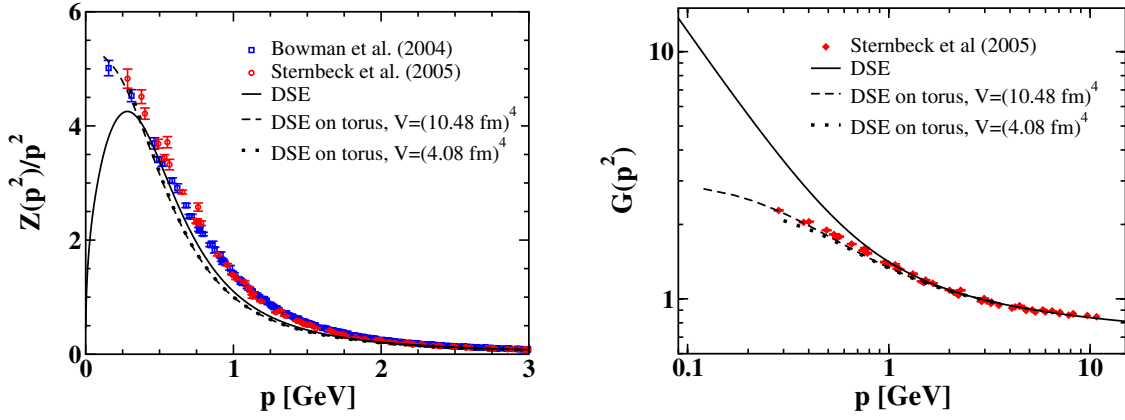 Bowman et al. (2004)
Sternbeck et al. (2005)
DSE
DSE on torus, V=(10.48 fm)^4
DSE on torus, V=(4.08 fm)^4
6
4
2
0
Z(p^2)/p^2
0
1
2
3
p [GeV]
Sternbeck et al (2005)
DSE
DSE on torus, V=(10.48 fm)^4
DSE on torus, V=(4.08 fm)^4
10
1
G(p^2)
0.1
1
10
p [GeV]